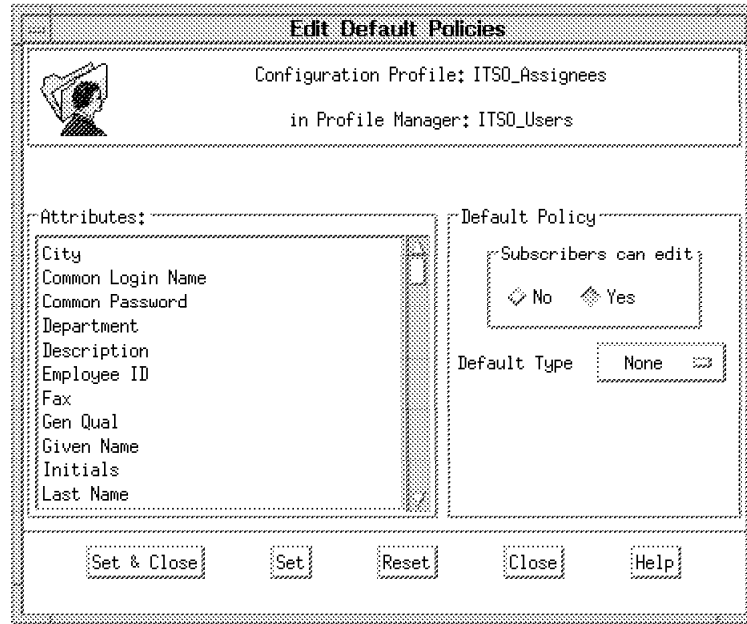 Edit Default Policies
Configuration Profile: ITSO_Assignees
in Profile Manager: ITSO_Users
Attributes:
City
Common Login Name
Common Password
Department
Description
Employee ID
Fax
Gen Qual
Given Name
Initials
Last Name
Default Policy
Subscribers can edit
No Yes
Default Type None
Set & Close Set Reset Close Help